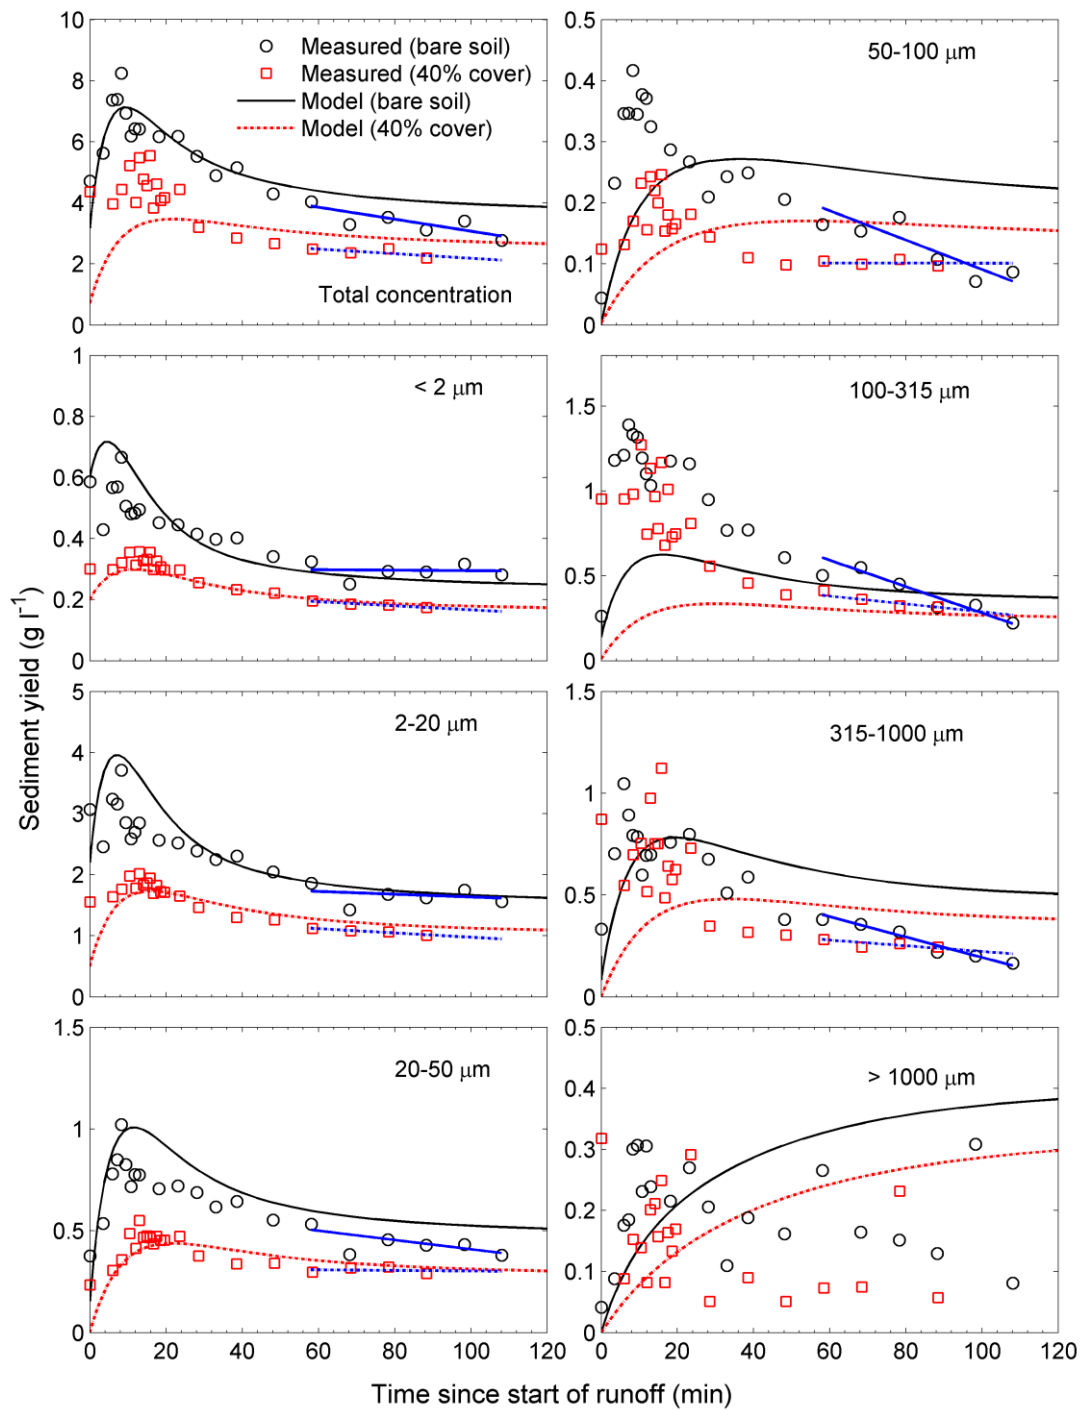 10
8
6
4
2
0
Measured (bare soil)
Measured (40% cover)
Model (bare soil)
Model (40% cover)
Total concentration
0.5
0.4
0.3
0.2
0.1
0
50-100 μm
1
0.8
0.6
0.4
0.2
0
< 2 μm
1.5
1
0.5
0
100-315 μm
5
4
3
2
1
0
2-20 μm
1.5
1
0.5
0
315-1000 μm
1.5
1
0.5
0
20-50 μm
0 20 40 60 80 100 120
0.5
0.4
0.3
0.2
0.1
0
> 1000 μm
0 20 40 60 80 100 120
Sediment yield (g l⁻¹)
Time since start of runoff (min)